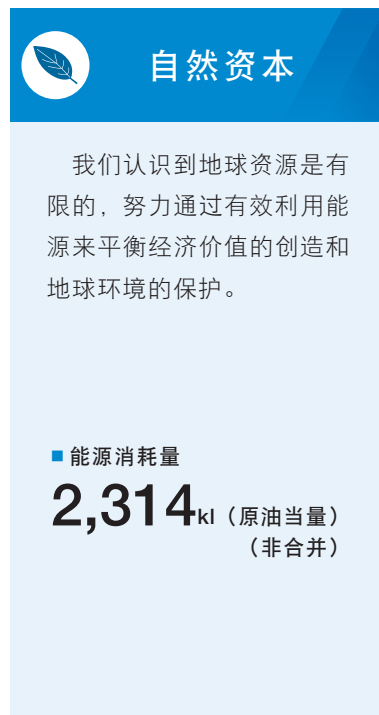 自然资本
我们认识到地球资源是有
限的，努力通过有效利用能
源来平衡经济价值的创造和
地球环境的保护。
■ 能源消耗量
2,314kl（原油当量）
（非合并）